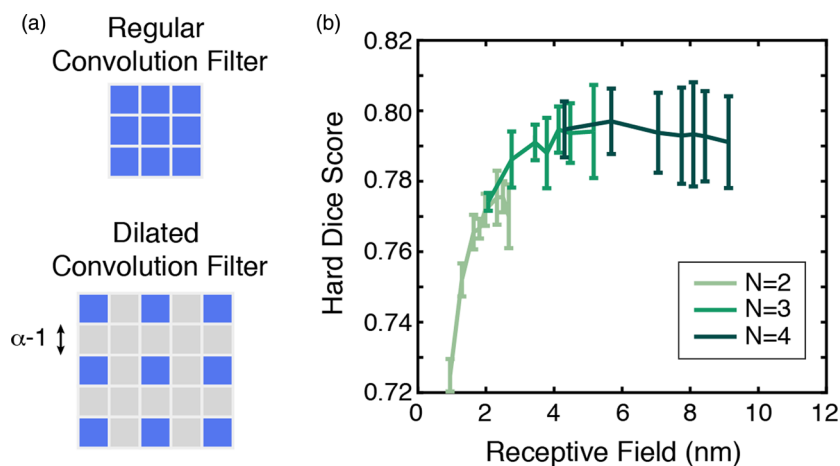 (a)
Regular
Convolution Filter
Dilated
Convolution Filter
α-1
(b)
Hard Dice Score
0.82
0.80
0.78
0.76
0.74
0.72
N=2
N=3
N=4
0
2
4
6
8
10
12
Receptive Field (nm)